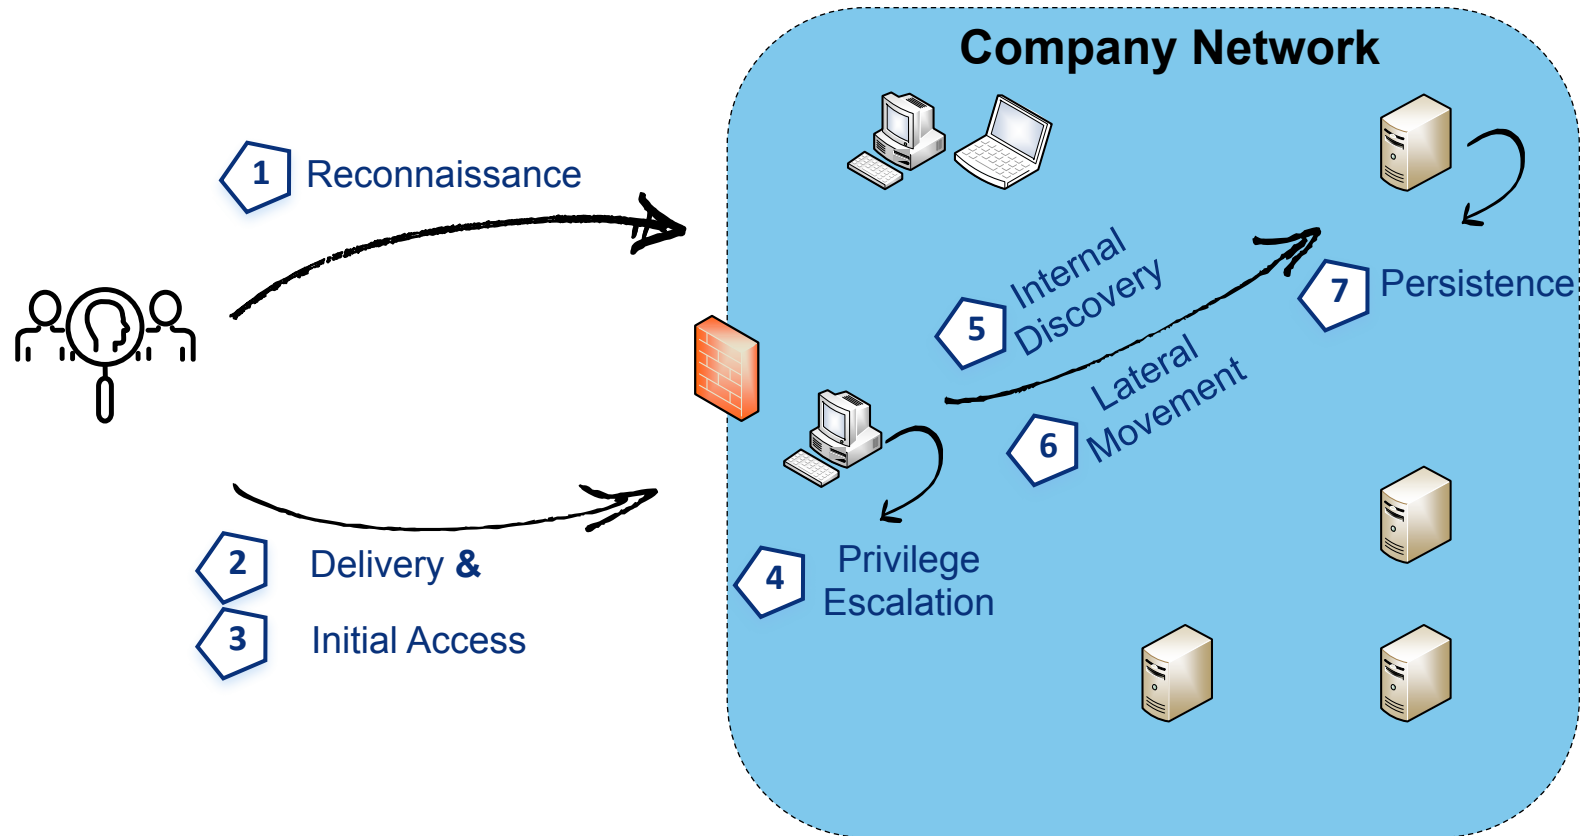 Company Network
1 Reconnaissance
2 Delivery &
3 Initial Access
4 Privilege
Escalation
5 Internal
Discovery
6 Lateral
Movement
7 Persistence